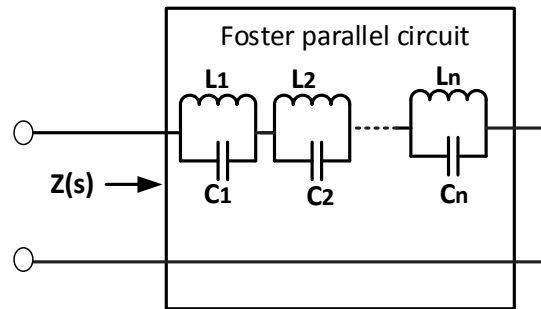 Foster parallel circuit
L1 L2 Ln
Z(s)
C1 C2 Cn